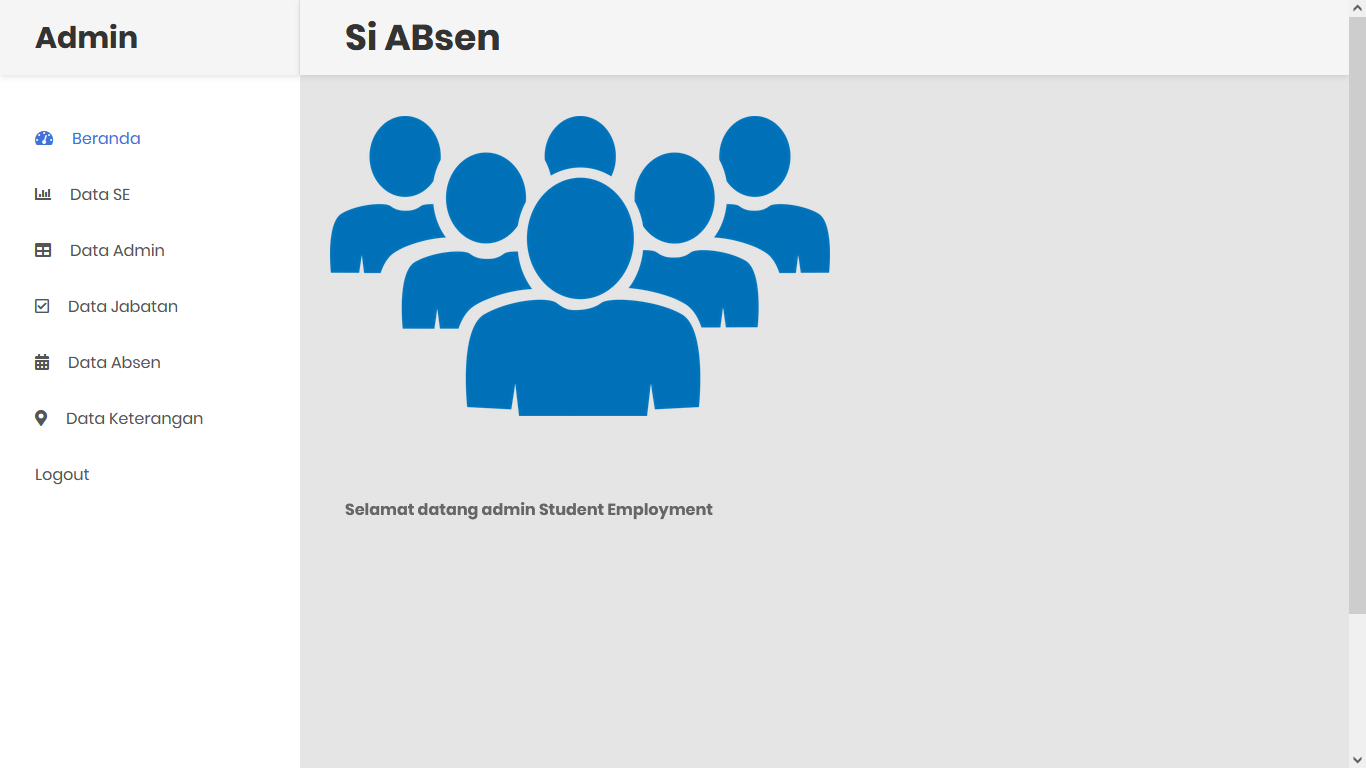 Admin
Si ABsen
Beranda
Data SE
Data Admin
Data Jabatan
Data Absen
Data Keterangan
Logout
Selamat datang admin Student Employment